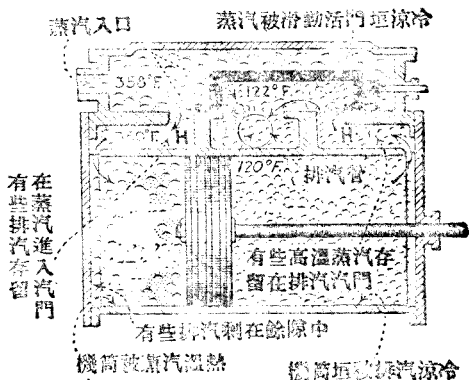 蒸汽入口
蒸汽被滑動活門垣涼冷
358°F.
122°F.
H
H
120°F.
排汽管
在蒸汽進入汽門
有些排汽存留
有些高溫蒸汽存
留在排汽汽門
有些排汽剩在餘隙中
機筒被蒸汽溫熱
機筒垣被排汽涼冷